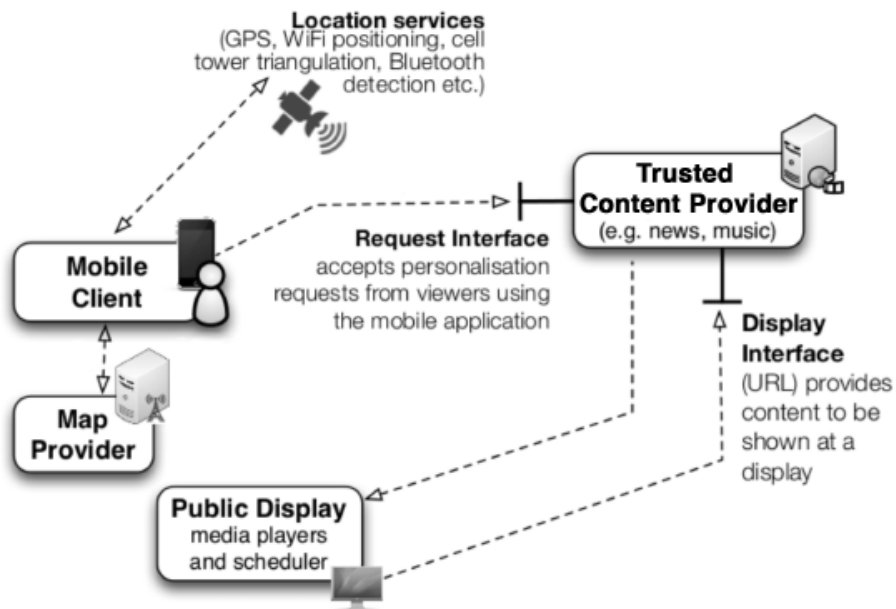 Location services
(GPS, WiFi positioning, cell
tower triangulation, Bluetooth
detection etc.)
Trusted
Content Provider
(e.g. news, music)
Request Interface
accepts personalisation
requests from viewers using
the mobile application
Mobile
Client
Display
Interface
(URL) provides
content to be
shown at a
display
Map
Provider
Public Display
media players
and scheduler